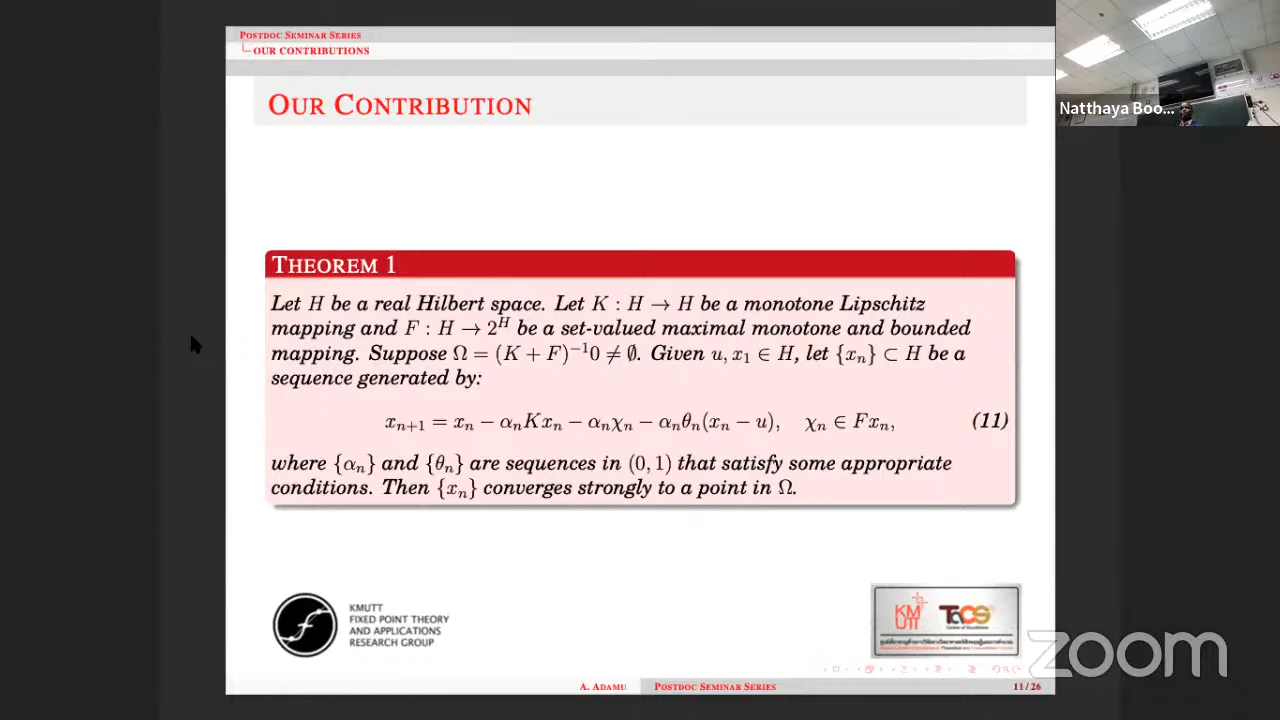 POSTDOC SEMINAR SERIES
OUR CONTRIBUTIONS
OUR CONTRIBUTION
Natthaya Boo...
THEOREM 1
Let H be a real Hilbert space. Let K : H → H be a monotone Lipschitz
mapping and F : H → 2^H be a set-valued maximal monotone and bounded
mapping. Suppose Ω = (K + F)^{-1}0 ≠ ∅. Given u, x_1 ∈ H, let {x_n} ⊂ H be a
sequence generated by:
x_{n+1} = x_n − α_n K x_n − α_n χ_n − α_n θ_n (x_n − u), χ_n ∈ F x_n, (11)
where {α_n} and {θ_n} are sequences in (0, 1) that satisfy some appropriate
conditions. Then {x_n} converges strongly to a point in Ω.
KMUTT
FIXED POINT THEORY
AND APPLICATIONS
RESEARCH GROUP
KM
UTT
TaCS
zoom
A. ADAMU POSTDOC SEMINAR SERIES 11 / 26